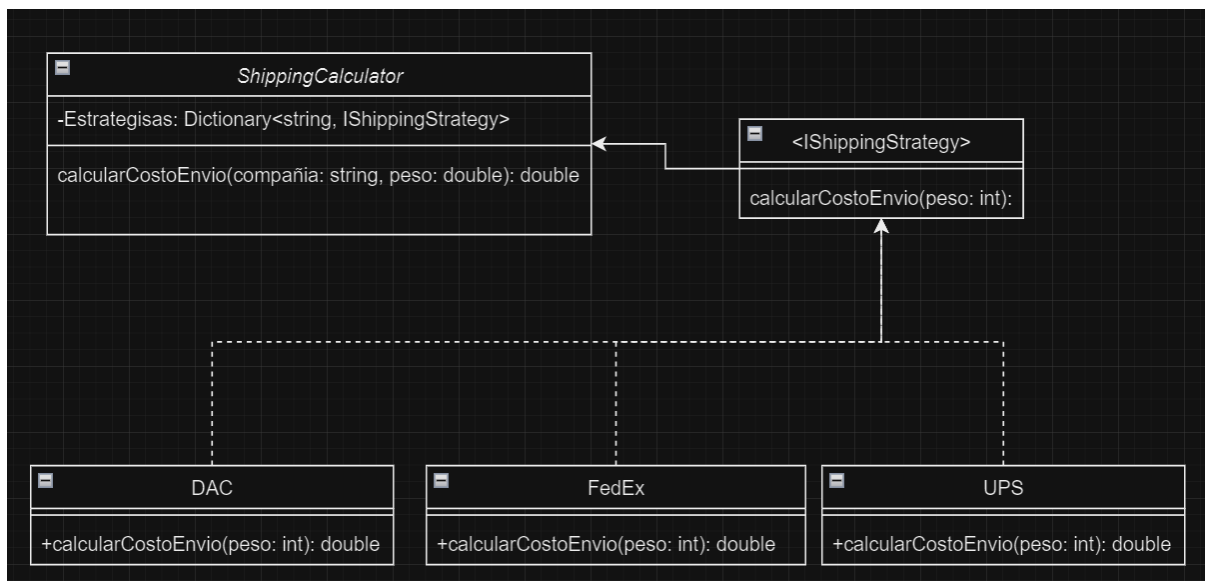 ShippingCalculator
-Estrategisas: Dictionary<string, IShippingStrategy>
calcularCostoEnvio(compañia: string, peso: double): double
<IShippingStrategy>
calcularCostoEnvio(peso: int):
DAC
+calcularCostoEnvio(peso: int): double
FedEx
+calcularCostoEnvio(peso: int): double
UPS
+calcularCostoEnvio(peso: int): double